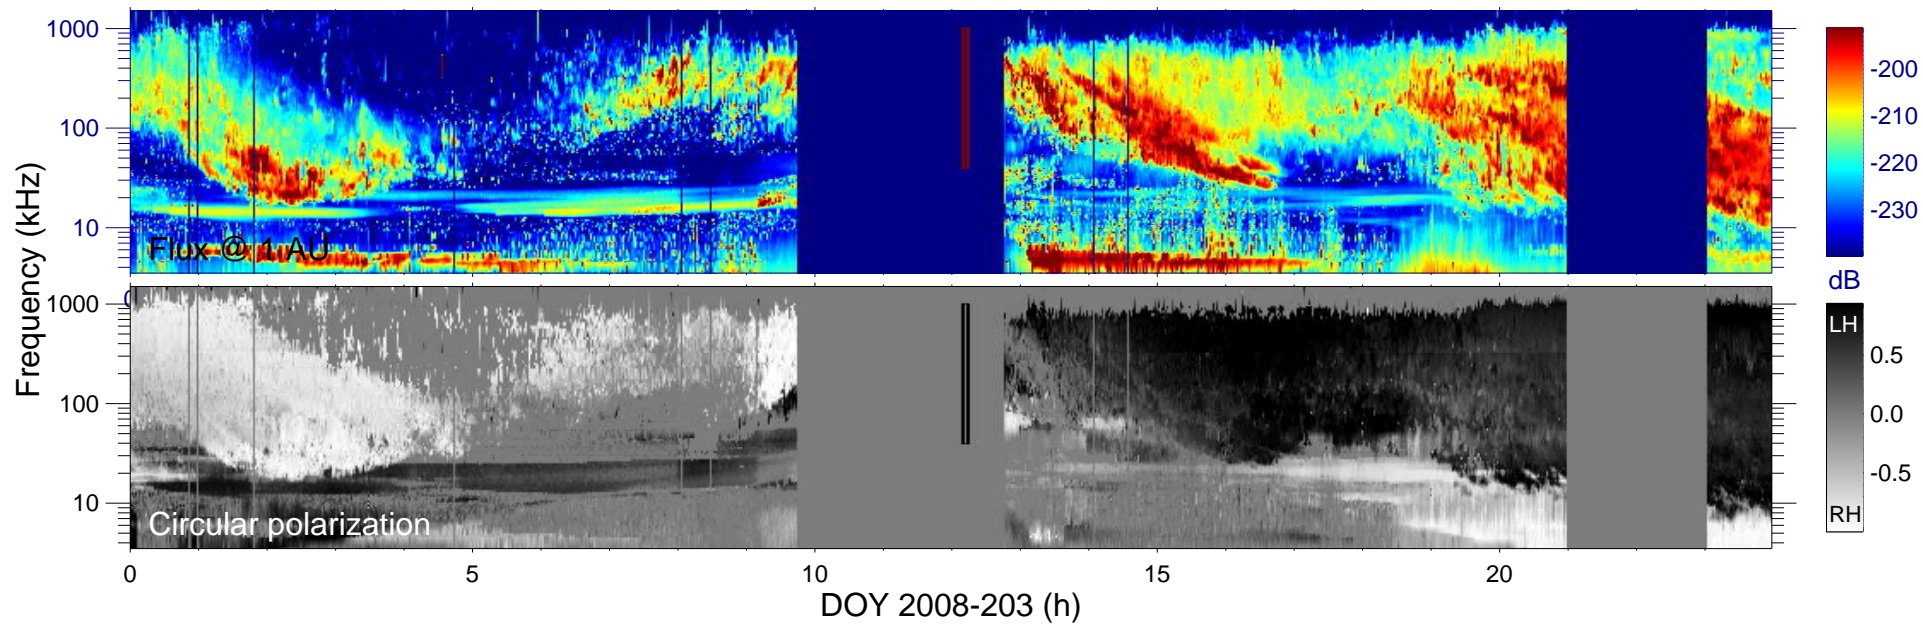 1000
100
10
Flux @ 1 AU
-200
-210
-220
-230
dB
Frequency (kHz)
0
1000
100
10
Circular polarization
LH
0.5
0.0
-0.5
RH
0
5
10
15
20
DOY 2008-203 (h)